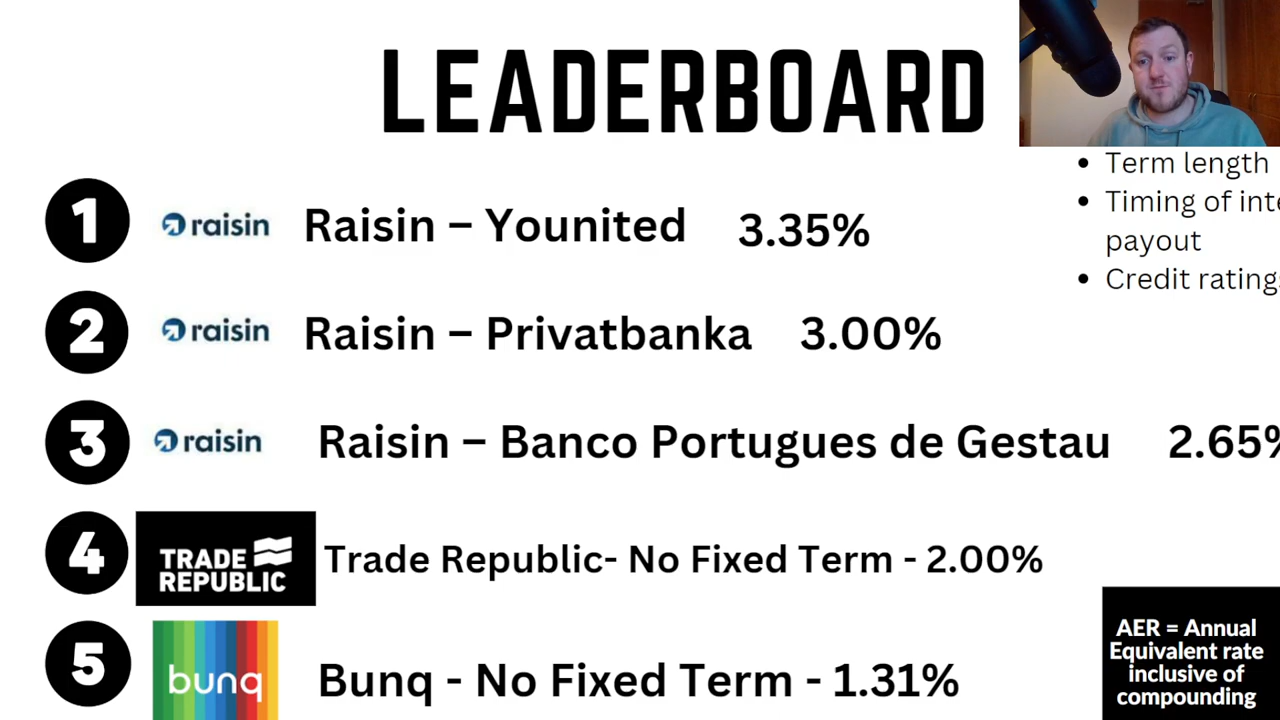 LEADERBOARD
Term length
Timing of
payout
Credit
1 raisin Raisin – Younited 3.35%
2 raisin Raisin – Privatbanka 3.00%
3 raisin Raisin – Banco Portugues de Gestau 2.65%
4 TRADE REPUBLIC Trade Republic- No Fixed Term - 2.00%
5 bunq Bunq - No Fixed Term - 1.31%
AER = Annual
Equivalent rate
inclusive of
compounding